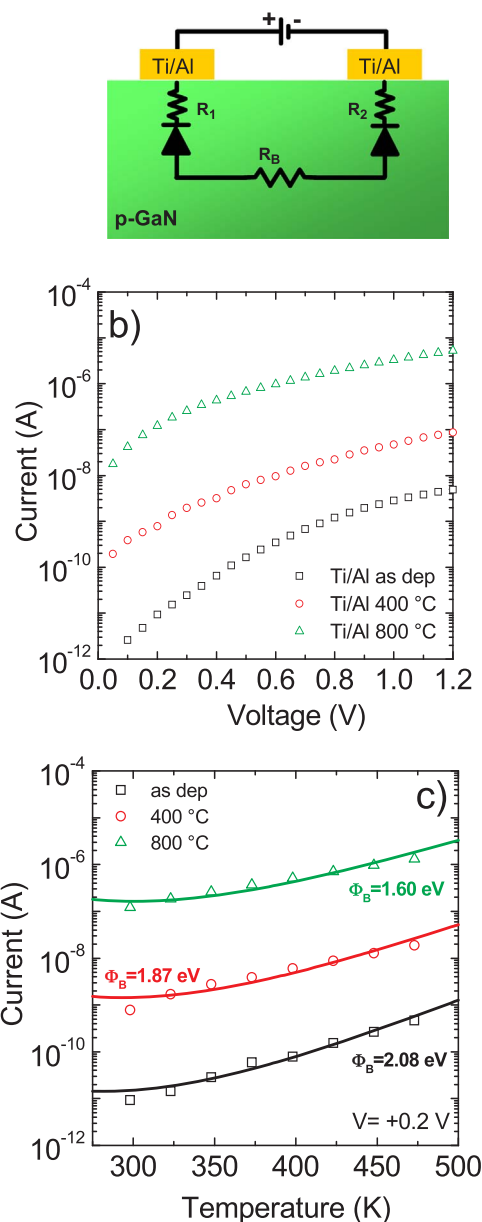 + -
Ti/Al Ti/Al
R1 R2
RB
p-GaN
b)
10-4
10-6
10-8
10-10
10-12
Current (A)
Ti/Al as dep
Ti/Al 400 °C
Ti/Al 800 °C
0.0 0.2 0.4 0.6 0.8 1.0 1.2
Voltage (V)
c)
10-4
10-6
10-8
10-10
10-12
Current (A)
as dep
400 °C
800 °C
ΦB=1.60 eV
ΦB=1.87 eV
ΦB=2.08 eV
V= +0.2 V
300 350 400 450 500
Temperature (K)